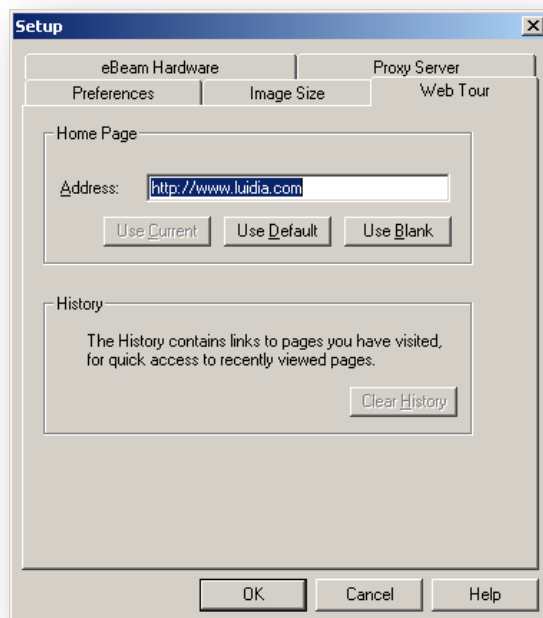 Setup
eBeam Hardware
Proxy Server
Preferences
Image Size
Web Tour
Home Page
Address:
http://www.luidia.com
Use Current
Use Default
Use Blank
History
The History contains links to pages you have visited,
for quick access to recently viewed pages.
Clear History
OK
Cancel
Help